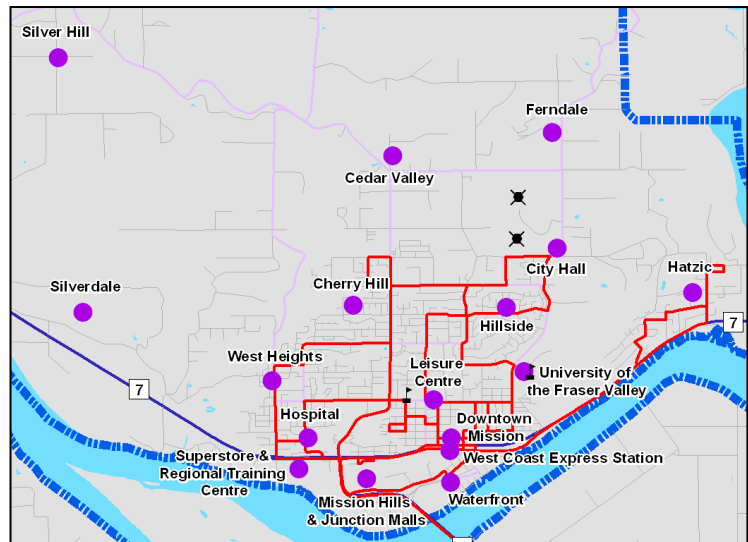 Silver Hill
Ferndale
Cedar Valley
City Hall
Hatzic
Silverdale
Cherry Hill
Hillside
7
West Heights
Leisure
Centre
University of
the Fraser Valley
7
Hospital
Downtown
Mission
Superstore &
Regional Training
Centre
West Coast Express Station
Mission Hills
& Junction Malls
Waterfront